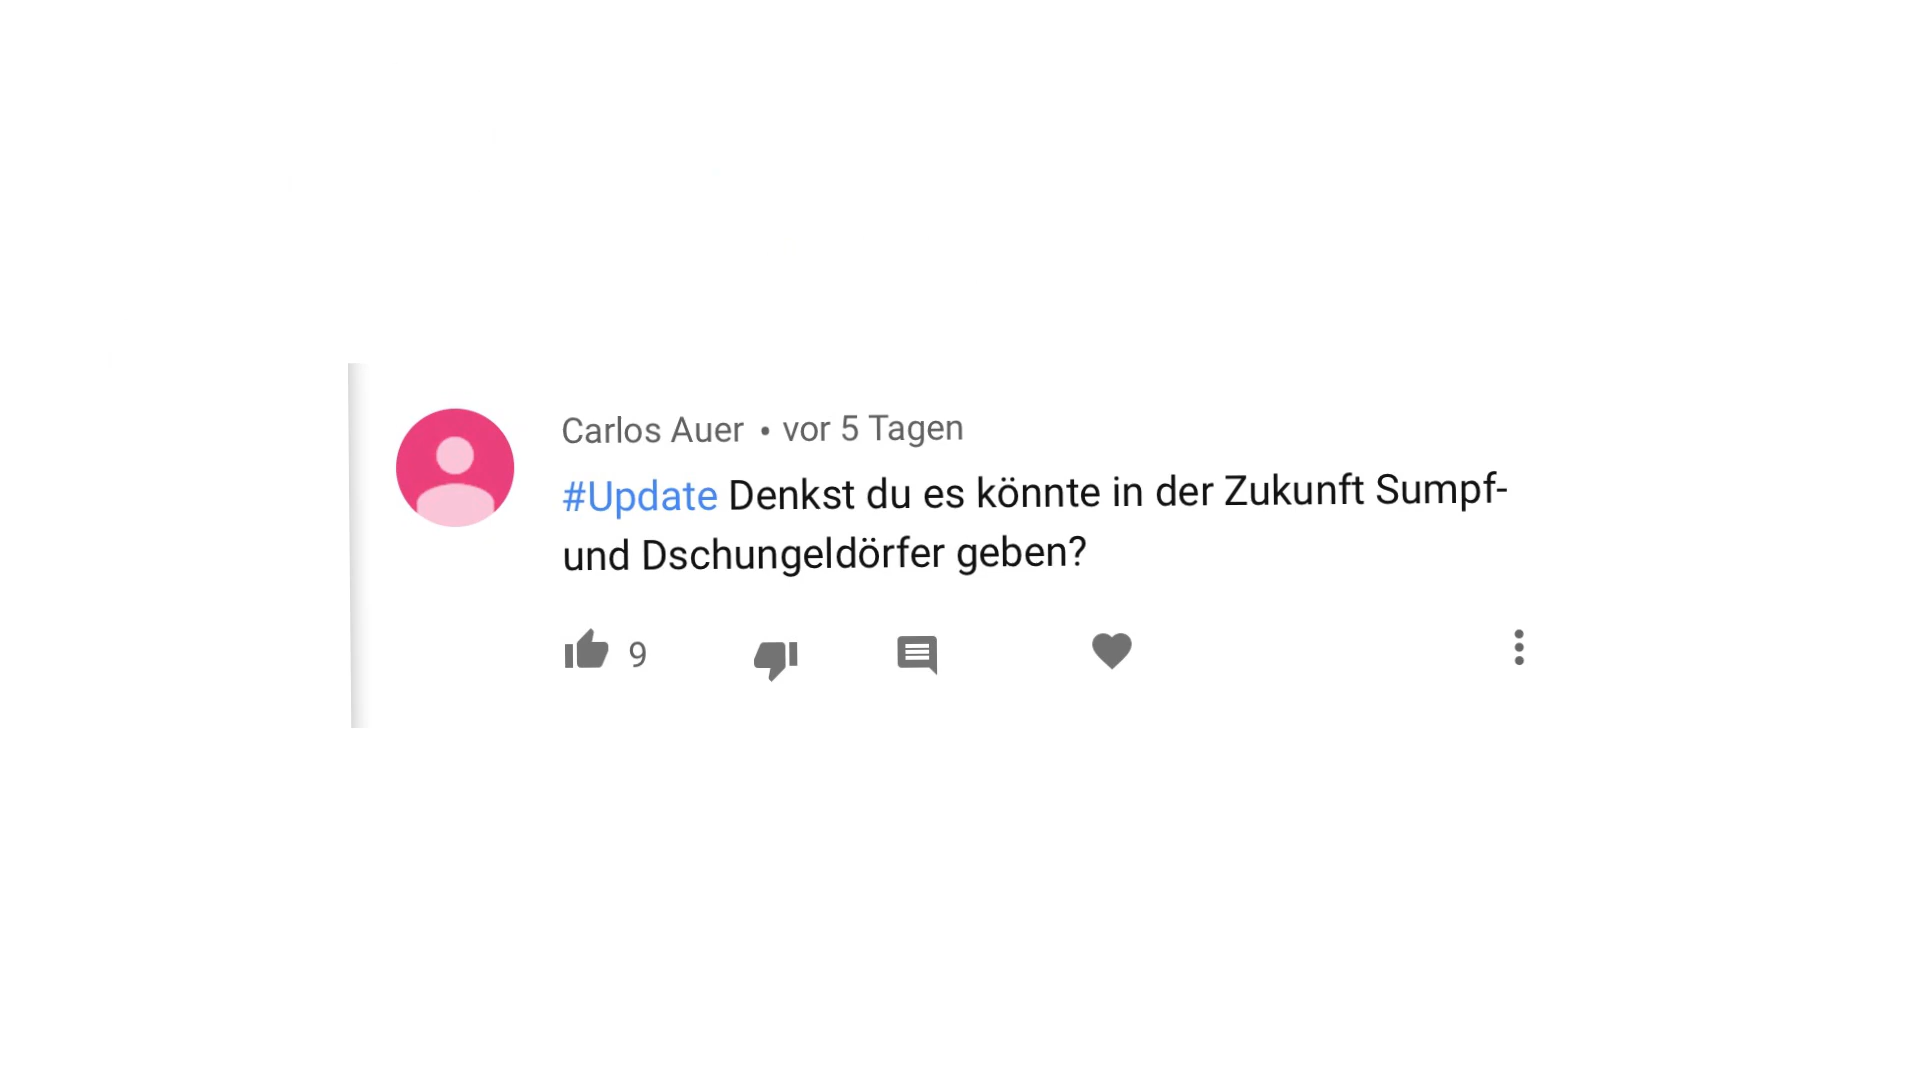 Carlos Auer • vor 5 Tagen
#Update Denkst du es könnte in der Zukunft Sumpf-
und Dschungeldörfer geben?
9